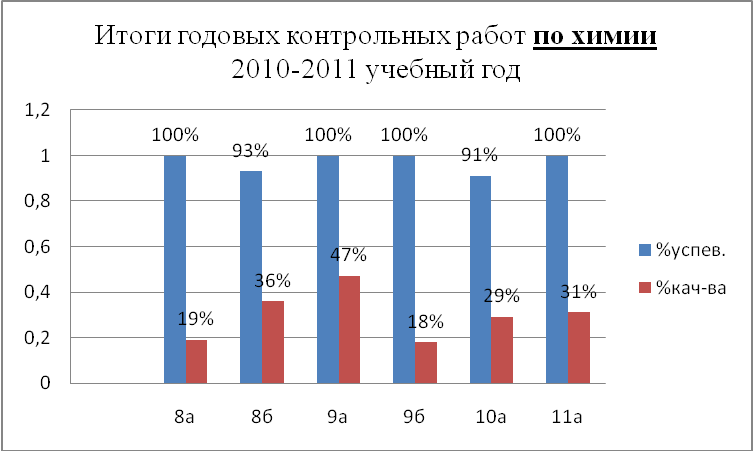 Итоги годовых контрольных работ по химии
2010-2011 учебный год
1,2
1
0,8
0,6
0,4
0,2
0
100%
93%
100%
100%
91%
100%
19%
36%
47%
18%
29%
31%
8а
8б
9а
9б
10а
11а
%успев.
%кач-ва